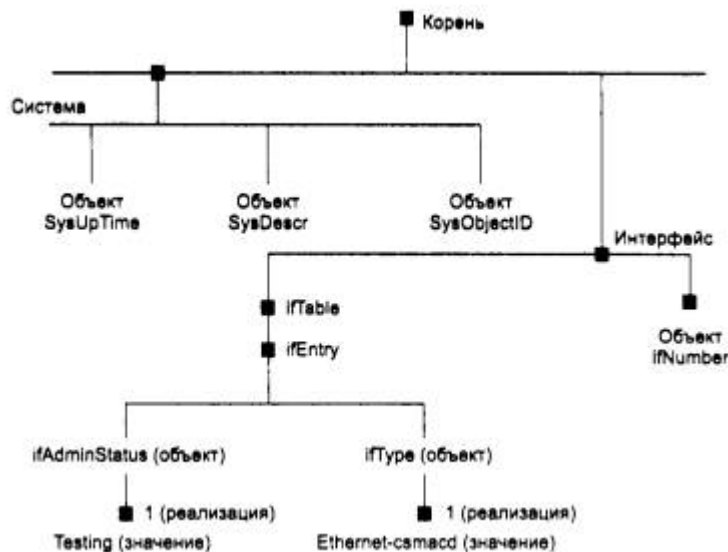 Корень
Система
Объект
SysUpTime
Объект
SysDescr
Объект
SysObjectID
Интерфейс
ifTable
ifEntry
Объект
ifNumber
ifAdminStatus (объект)
ifType (объект)
1 (реализация)
1 (реализация)
Testing (значение)
Ethernet-csmacd (значение)